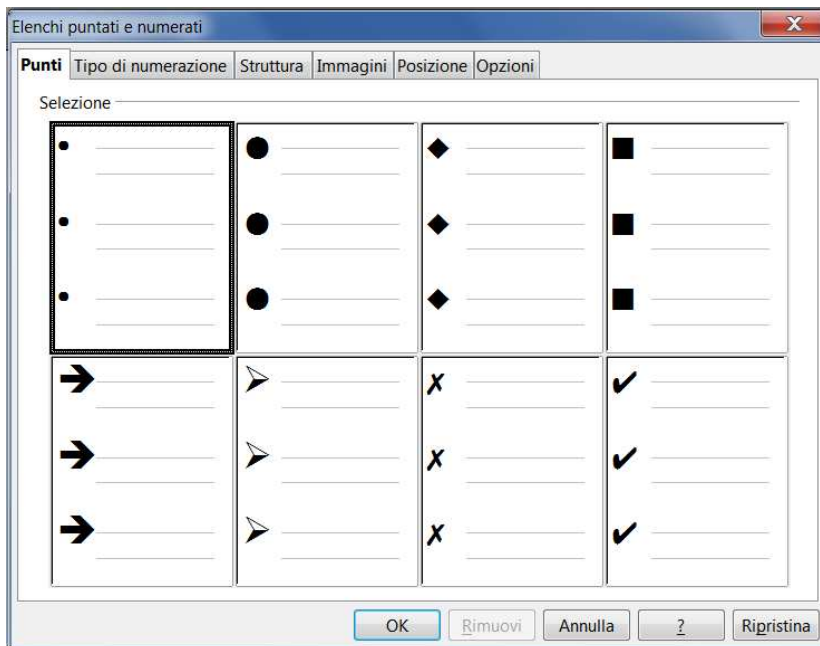 Elenchi puntati e numerati
Punti Tipo di numerazione Struttura Immagini Posizione Opzioni
Selezione
OK Rimuovi Annulla ? Ripristina